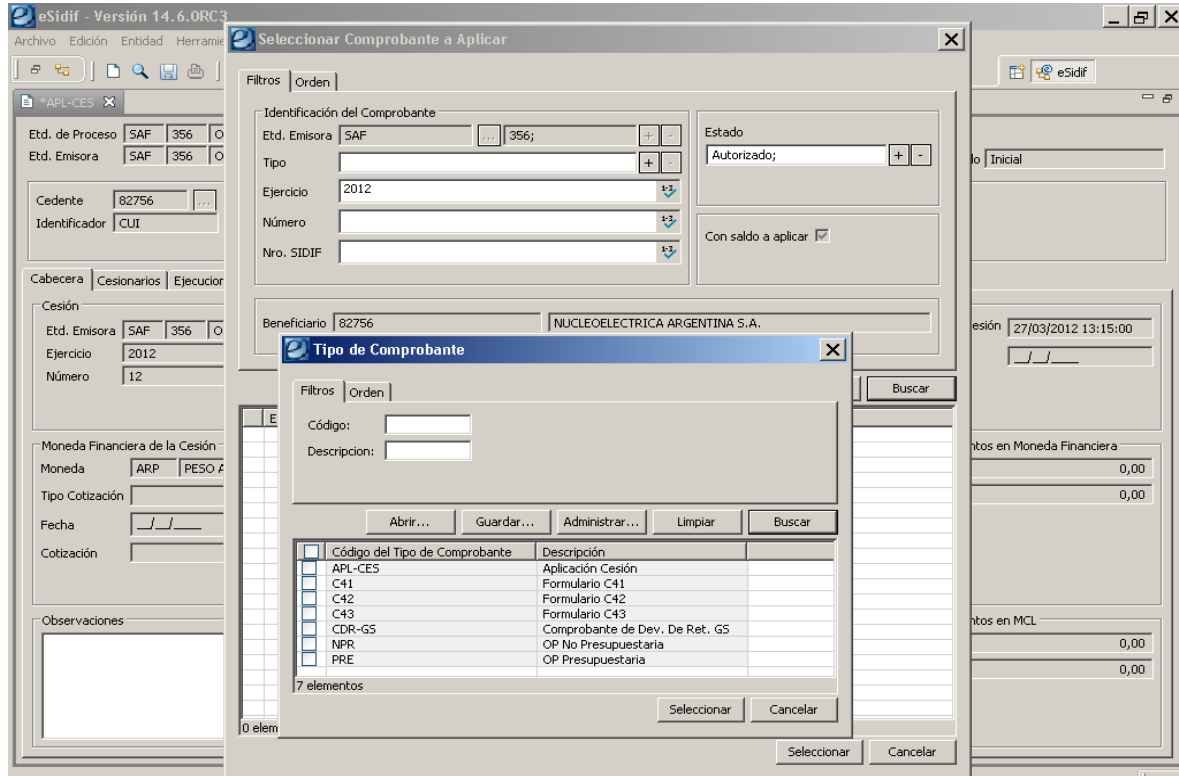 eSidif - Versión 14.6.0RC3
Archivo Edición Entidad Herramie
eSidif
*APL-CES
Etd. de Proceso SAF 356 O
Etd. Emisora SAF 356 O
Inicial
Cedente 82756 ...
Identificador CUI
Cabecera Cesionarios Ejecucion
Cesión
Etd. Emisora SAF 356 O
Ejercicio 2012
Número 12
esión 27/03/2012 13:15:00
__/__/____
Moneda Financiera de la Cesión
Moneda ARP PESO A
Tipo Cotización
Fecha __/__/____
Cotización
ntos en Moneda Financiera
0,00
0,00
Observaciones
ntos en MCL
0,00
0,00
Seleccionar Comprobante a Aplicar
Filtros Orden
Identificación del Comprobante
Etd. Emisora SAF ... 356; + -
Tipo + -
Ejercicio 2012
Número
Nro. SIDIF
Estado
Autorizado; + -
Con saldo a aplicar
Beneficiario 82756 NUCLEOELECTRICA ARGENTINA S.A.
Buscar
E
0 elem
Seleccionar Cancelar
Tipo de Comprobante
Filtros Orden
Código:
Descripcion:
Abrir... Guardar... Administrar... Limpiar Buscar
Código del Tipo de Comprobante Descripción
APL-CES Aplicación Cesión
C41 Formulario C41
C42 Formulario C42
C43 Formulario C43
CDR-GS Comprobante de Dev. De Ret. GS
NPR OP No Presupuestaria
PRE OP Presupuestaria
7 elementos
Seleccionar Cancelar